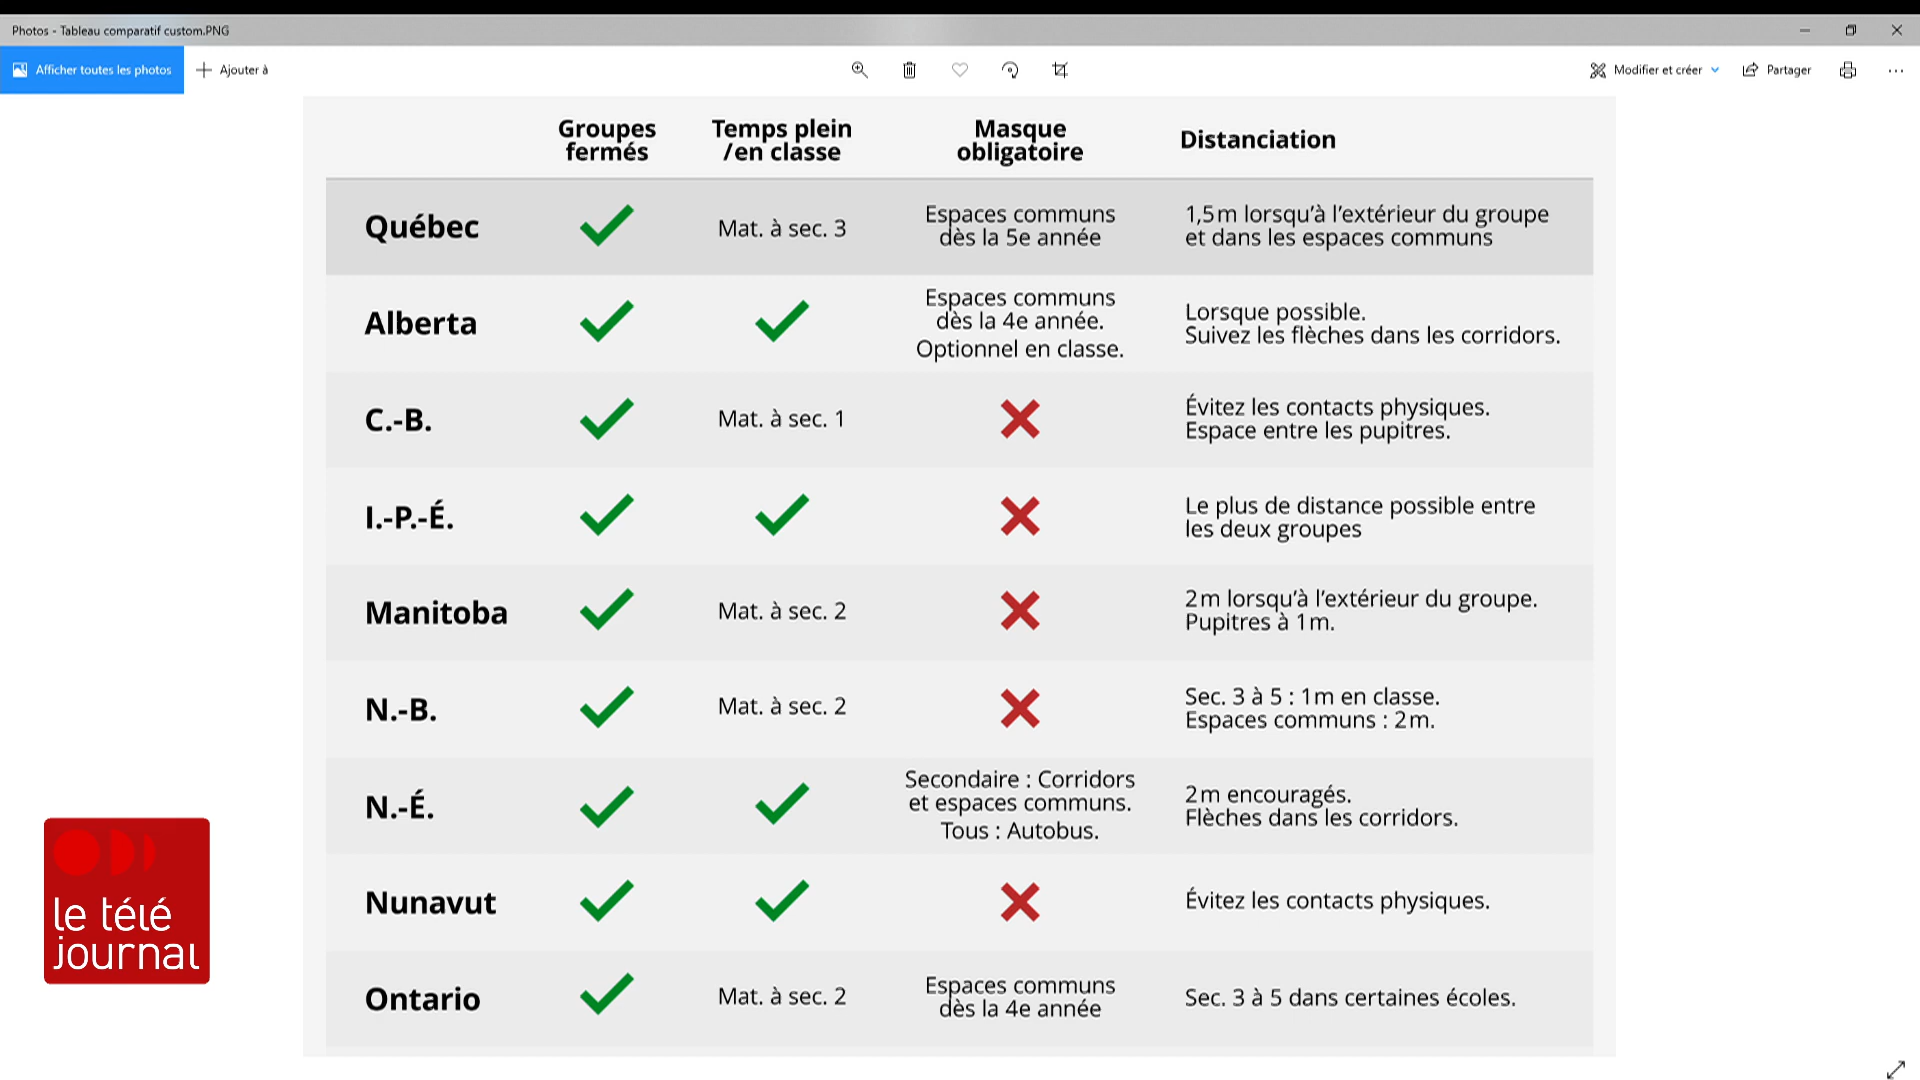 Photos - Tableau comparatif custom.PNG
Afficher toutes les photos
Ajouter à
Modifier et créer
Partager
Groupes
fermés
Temps plein
/en classe
Masque
obligatoire
Distanciation
Québec
Mat. à sec. 3
Espaces communs
dès la 5e année
1,5 m lorsqu'à l'extérieur du groupe
et dans les espaces communs
Alberta
Espaces communs
dès la 4e année.
Optionnel en classe.
Lorsque possible.
Suivez les flèches dans les corridors.
C.-B.
Mat. à sec. 1
Évitez les contacts physiques.
Espace entre les pupitres.
I.-P.-É.
Le plus de distance possible entre
les deux groupes
Manitoba
Mat. à sec. 2
2 m lorsqu'à l'extérieur du groupe.
Pupitres à 1 m.
N.-B.
Mat. à sec. 2
Sec. 3 à 5 : 1m en classe.
Espaces communs : 2 m.
N.-É.
Secondaire : Corridors
et espaces communs.
Tous : Autobus.
2 m encouragés.
Flèches dans les corridors.
Nunavut
Évitez les contacts physiques.
Ontario
Mat. à sec. 2
Espaces communs
dès la 4e année
Sec. 3 à 5 dans certaines écoles.
le télé
journal